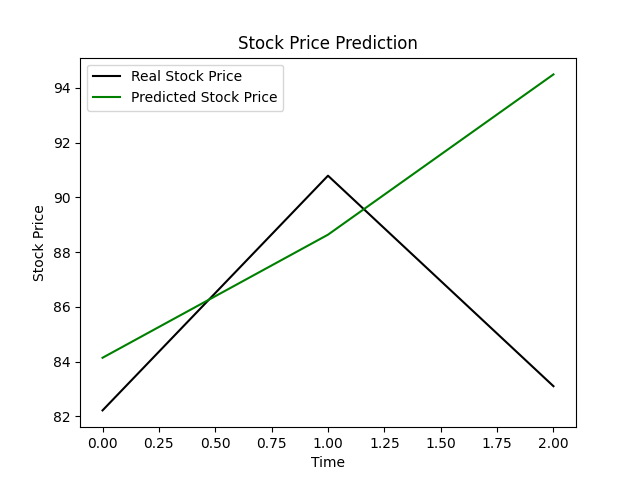 Stock Price Prediction
Real Stock Price
Predicted Stock Price
Stock Price
94
92
90
88
86
84
82
0.00 0.25 0.50 0.75 1.00 1.25 1.50 1.75 2.00
Time